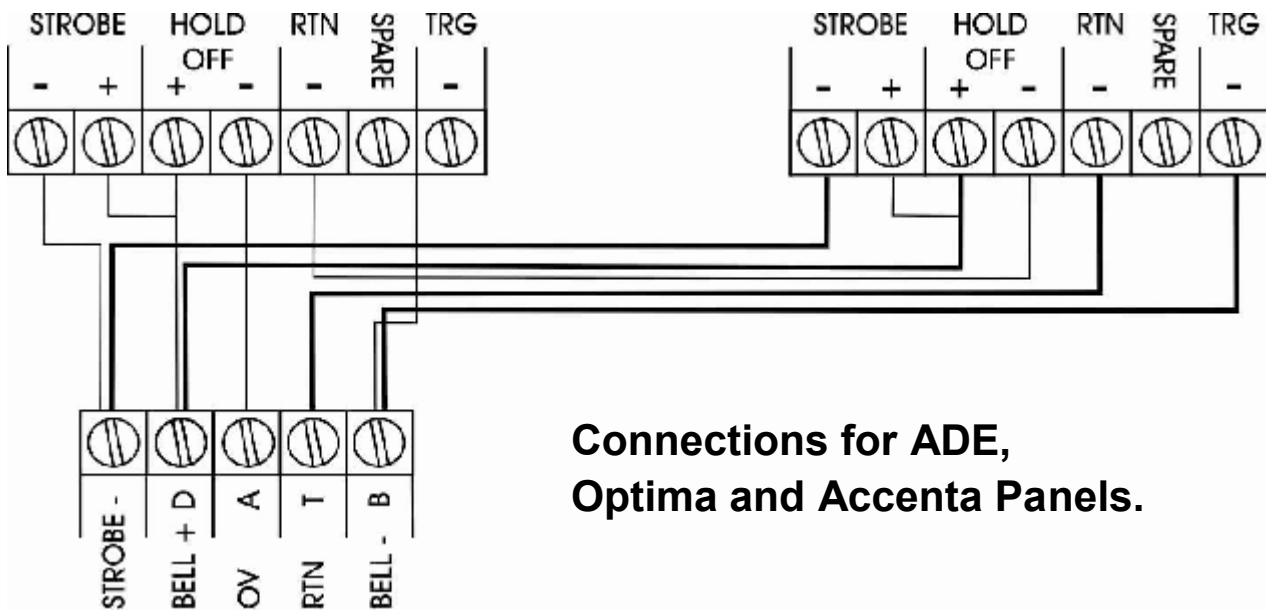 STROBE HOLD OFF RTN SPARE TRG
- + + - - -
STROBE HOLD OFF RTN SPARE TRG
- + + - - -
Connections for ADE,
Optima and Accenta Panels.
STROBE -
BELL + D
OV A
RTN T
BELL - B